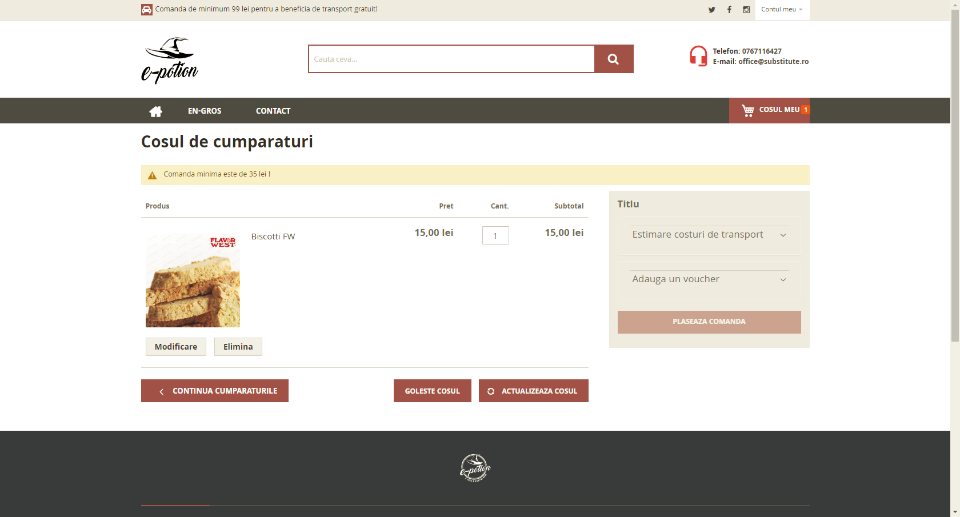 Comanda de minimum 99 lei pentru a beneficia de transport gratuit!
Contul meu
e-potion
Cauta ceva...
Telefon: 0767116427
E-mail: office@substitute.ro
EN-GROS
CONTACT
COSUL MEU 1
Cosul de cumparaturi
Comanda minima este de 35 lei !
Produs Pret Cant. Subtotal
FLAVOR WEST
Biscotti FW 15,00 lei 1 15,00 lei
Modificare Elimina
CONTINUA CUMPARATURILE GOLESTE COSUL ACTUALIZEAZA COSUL
Titlu
Estimare costuri de transport
Adauga un voucher
PLASEAZA COMANDA
e-potion